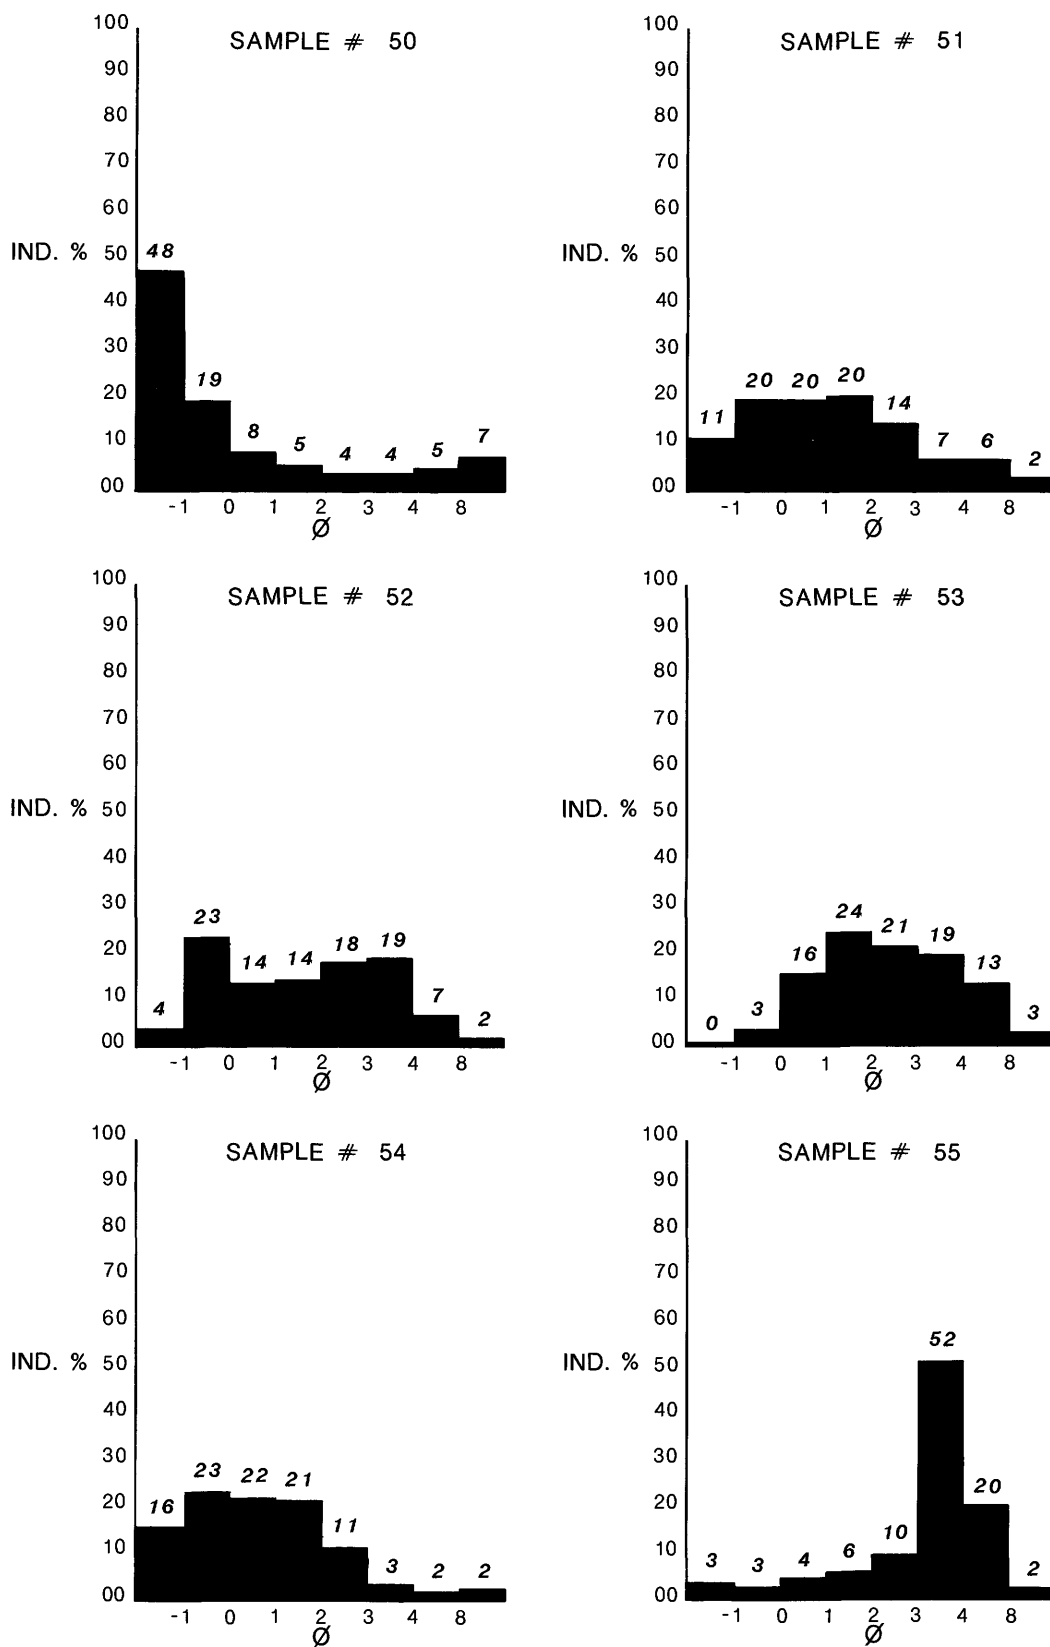 SAMPLE # 50
100
90
80
70
60
IND. % 50
40
30
20
10
00
48 19 8 5 4 4 5 7
-1 0 1 2 3 4 8
Ø
SAMPLE # 51
100
90
80
70
60
IND. % 50
40
30
20
10
00
11 20 20 20 14 7 6 2
-1 0 1 2 3 4 8
Ø
SAMPLE # 52
100
90
80
70
60
IND. % 50
40
30
20
10
00
4 23 14 14 18 19 7 2
-1 0 1 2 3 4 8
Ø
SAMPLE # 53
100
90
80
70
60
IND. % 50
40
30
20
10
00
0 3 16 24 21 19 13 3
-1 0 1 2 3 4 8
Ø
SAMPLE # 54
100
90
80
70
60
IND. % 50
40
30
20
10
00
16 23 22 21 11 3 2 2
-1 0 1 2 3 4 8
Ø
SAMPLE # 55
100
90
80
70
60
IND. % 50
40
30
20
10
00
3 3 4 6 10 52 20 2
-1 0 1 2 3 4 8
Ø